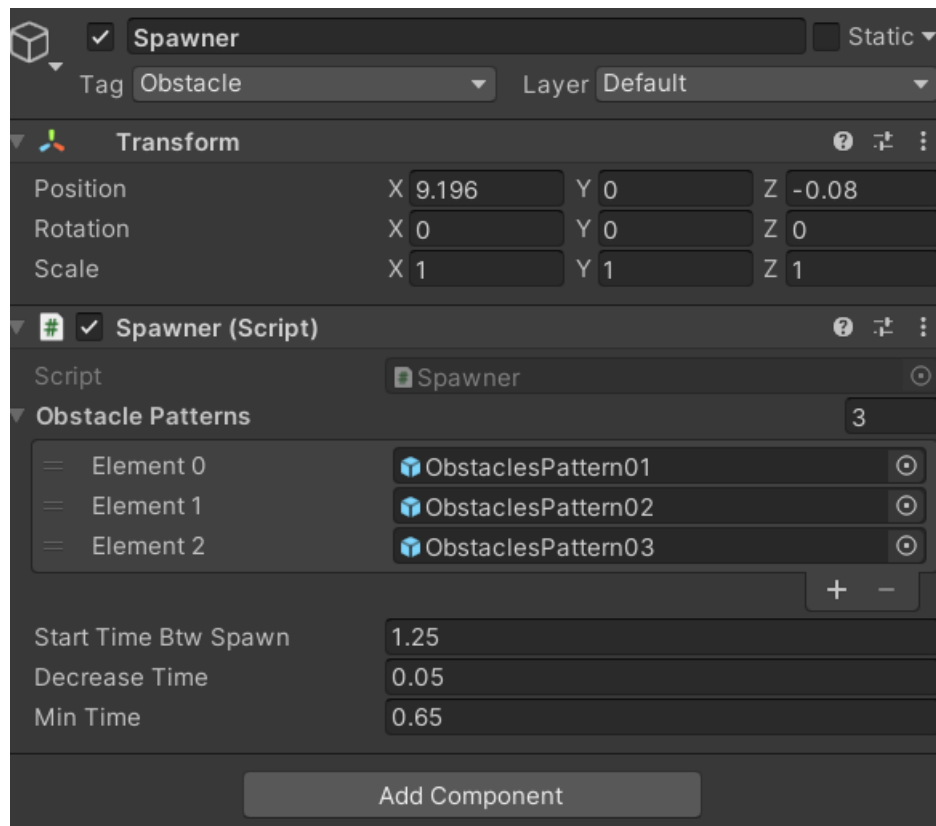 Spawner Static
Tag Obstacle Layer Default
Transform
Position X 9.196 Y 0 Z -0.08
Rotation X 0 Y 0 Z 0
Scale X 1 Y 1 Z 1
# Spawner (Script)
Script # Spawner
Obstacle Patterns 3
Element 0 ObstaclesPattern01
Element 1 ObstaclesPattern02
Element 2 ObstaclesPattern03
+ −
Start Time Btw Spawn 1.25
Decrease Time 0.05
Min Time 0.65
Add Component